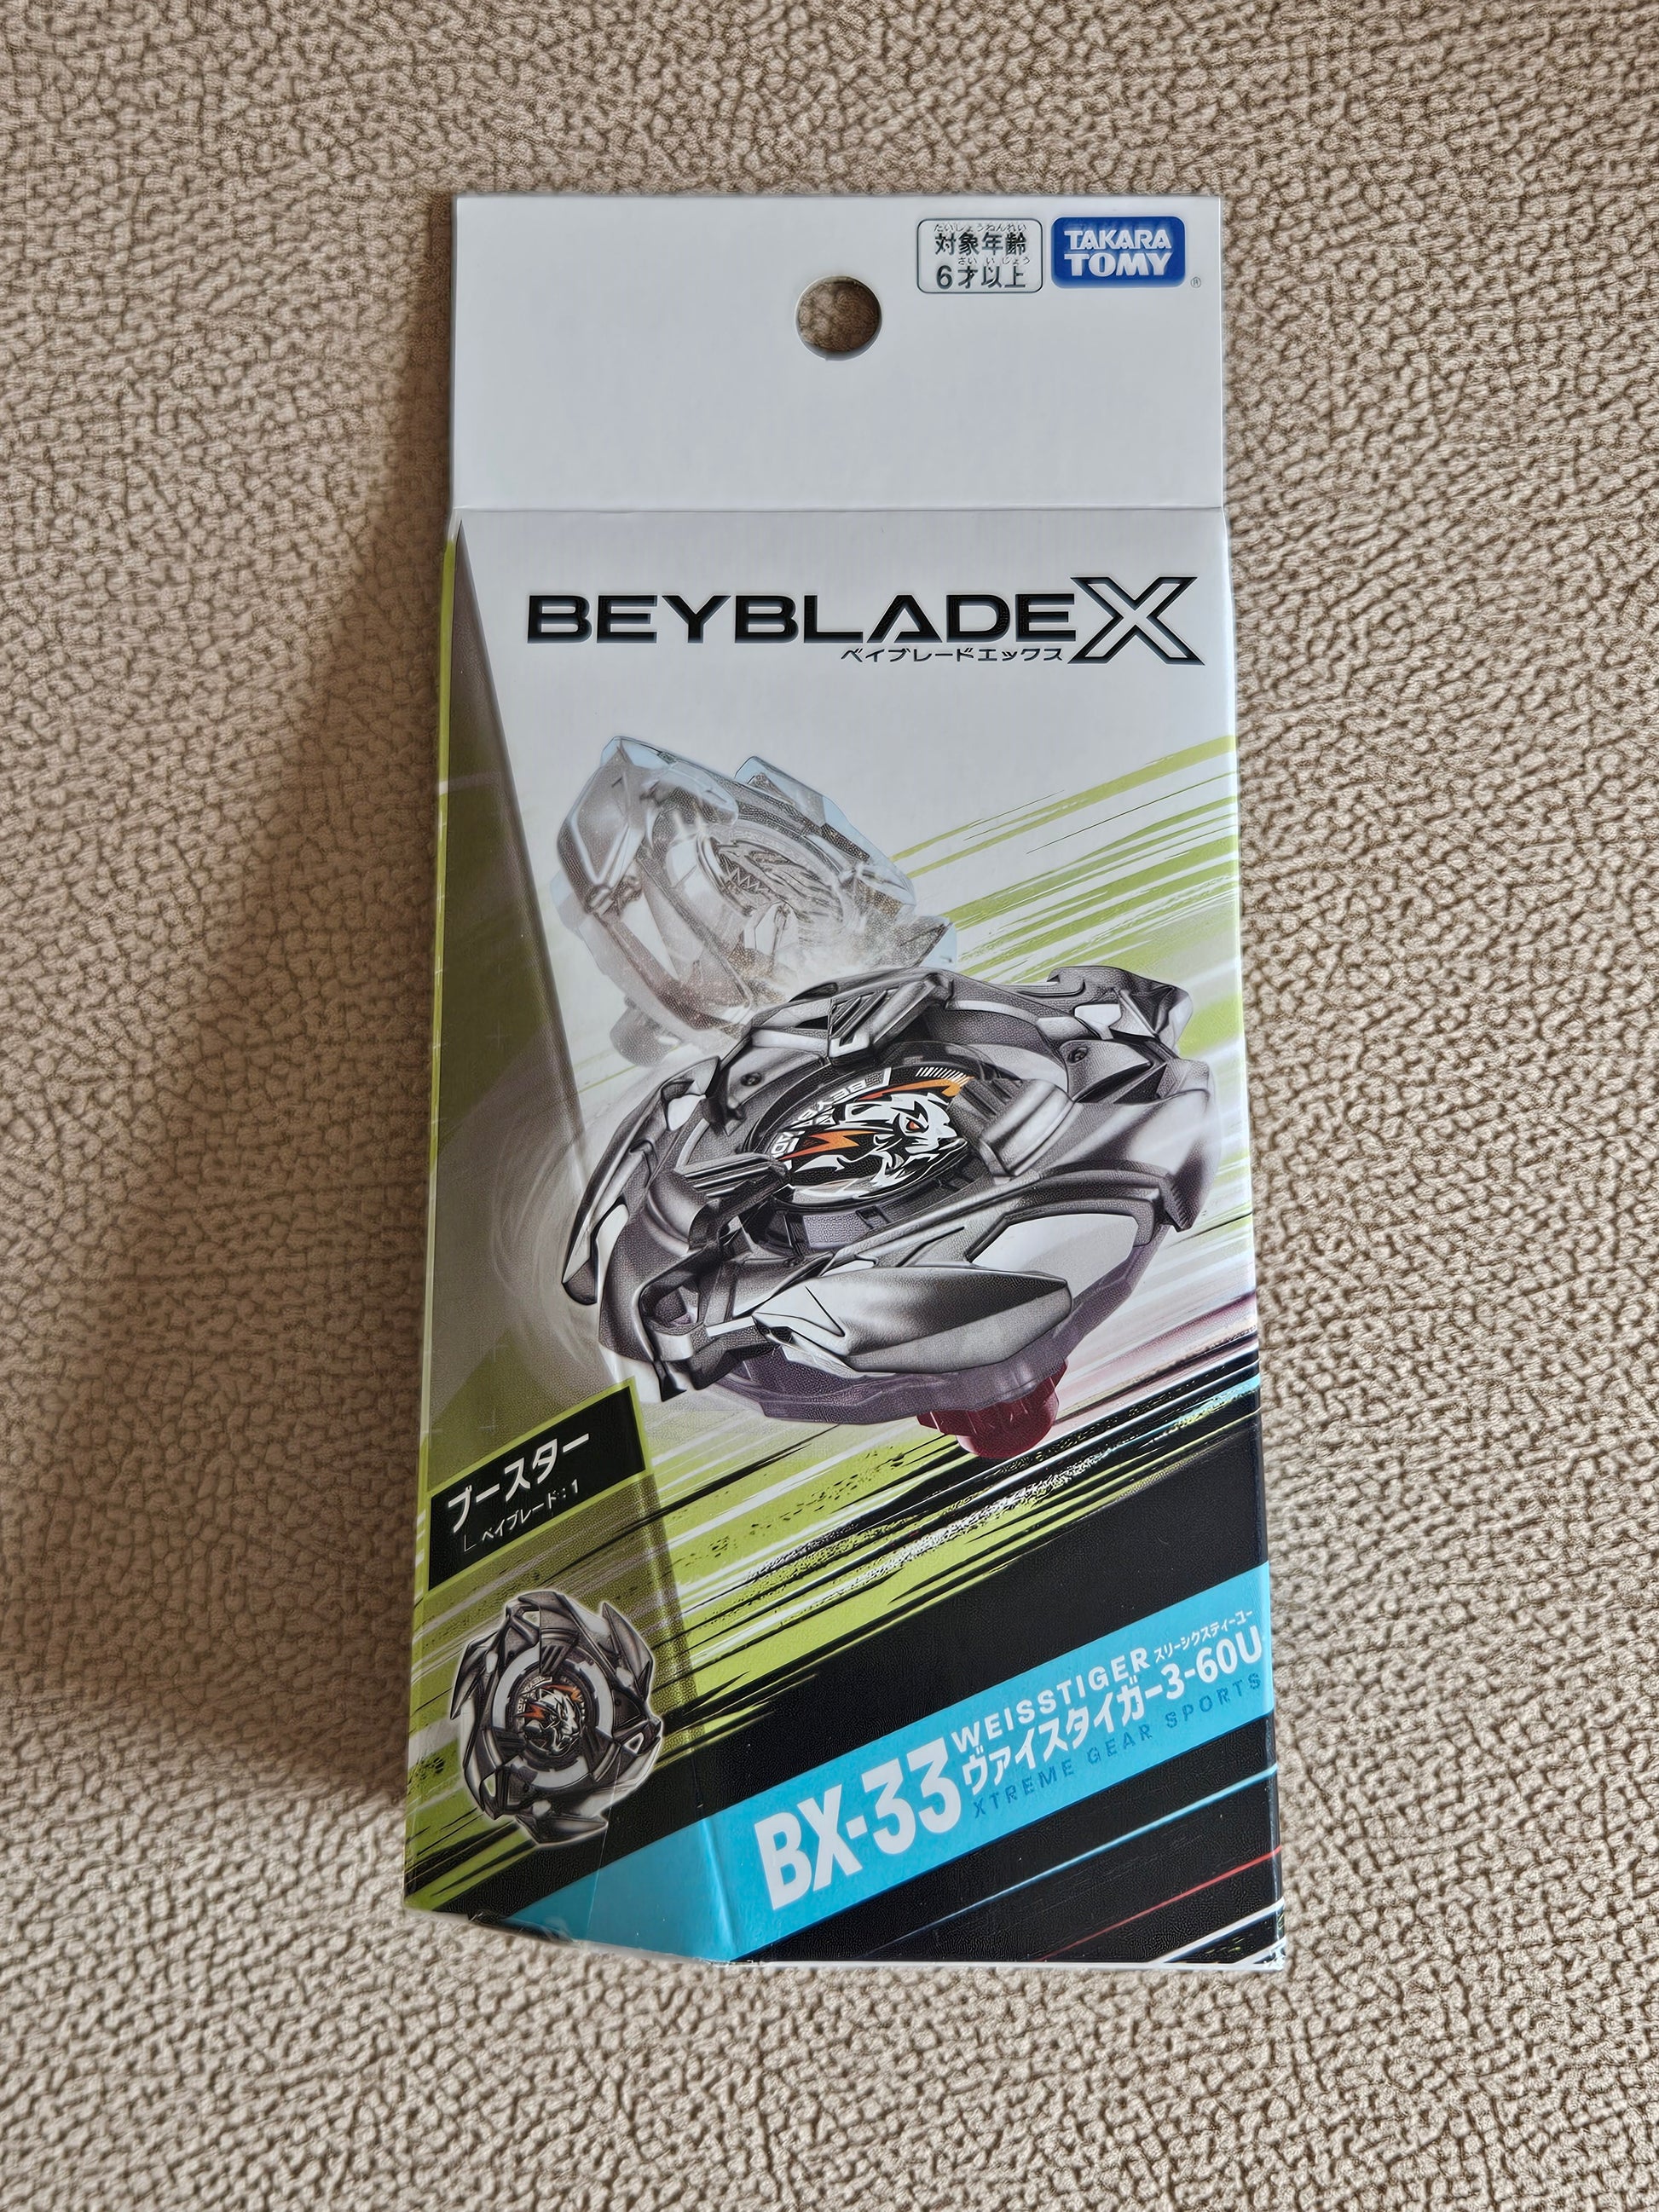 たいしょうねんれい
対象年齢
さい いじょう
6才以上
TAKARA
TOMY
®
BEYBLADE X
ベイブレードエックス
BEYBLADE
ブースター
ベイブレード：1
スリーシクスティーユー
WEISSTIGER
BX-33 ヴァイスタイガー3-60U
XTREME GEAR SPORTS